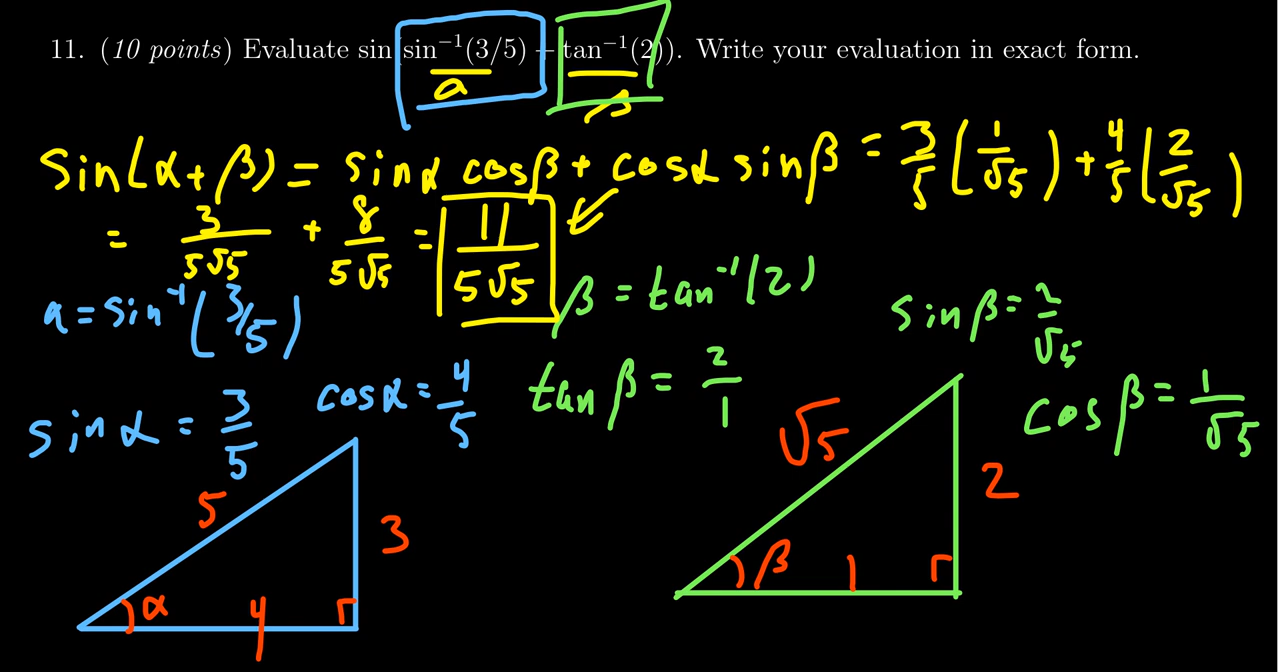 11. (10 points) Evaluate sin(sin⁻¹(3/5) + tan⁻¹(2)). Write your evaluation in exact form.
α β
sin(α + β) = sinα cosβ + cosα sinβ = 3/5 (1/√5) + 4/5 (2/√5)
= 3/5√5 + 8/5√5 = 11/5√5
α = sin⁻¹(3/5)
β = tan⁻¹(2)
sinβ = 2/√5
sinα = 3/5
cosα = 4/5
tanβ = 2/1
cosβ = 1/√5
5
3
α
4
√5
2
β
1